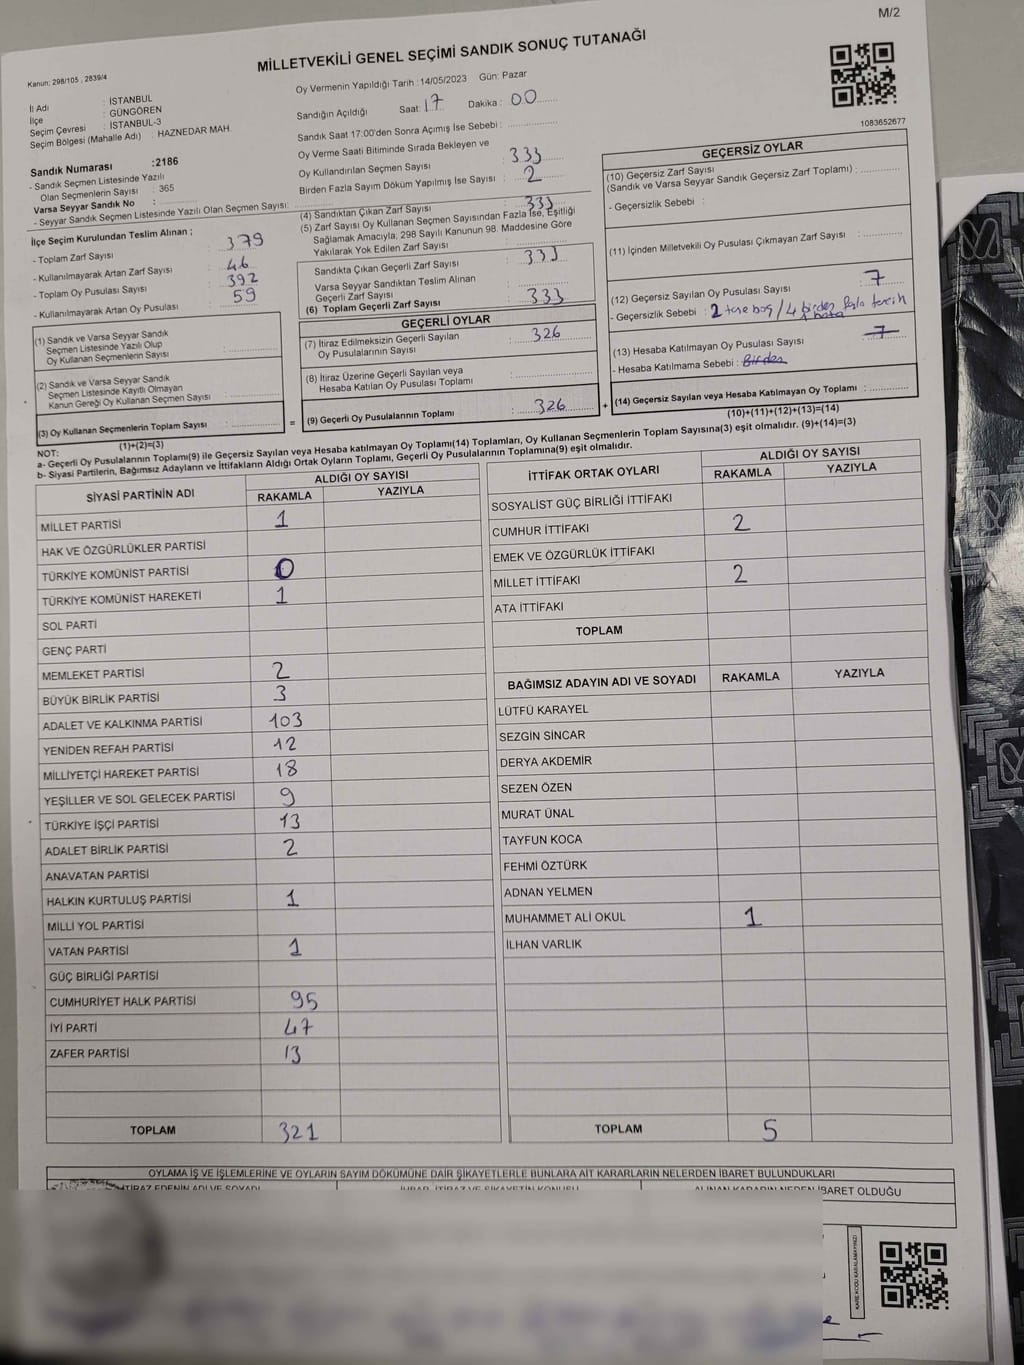 M/2
MİLLETVEKİLİ GENEL SEÇİMİ SANDIK SONUÇ TUTANAĞI
Kanun: 298/105 , 2839/4
İl Adı : İSTANBUL
İlçe : GÜNGÖREN
Seçim Çevresi : İSTANBUL-3
Seçim Bölgesi (Mahalle Adı) : HAZNEDAR MAH.
Sandık Numarası :2186
- Sandık Seçmen Listesinde Yazılı
Olan Seçmenlerin Sayısı : 365
Varsa Seyyar Sandık No :
- Seyyar Sandık Seçmen Listesinde Yazılı Olan Seçmen Sayısı:
Oy Vermenin Yapıldığı Tarih : 14/05/2023 Gün: Pazar
Sandığın Açıldığı Saat: 17 Dakika : 00
Sandık Saat 17:00'den Sonra Açımış İse Sebebi :
Oy Verme Saati Bitiminde Sırada Bekleyen ve
Oy Kullandırılan Seçmen Sayısı : 333
Birden Fazla Sayım Döküm Yapılmış İse Sayısı : 2
1083652677
İlçe Seçim Kurulundan Teslim Alınan ;
- Toplam Zarf Sayısı : 379
- Kullanılmayarak Artan Zarf Sayısı : 46
- Toplam Oy Pusulası Sayısı : 392
- Kullanılmayarak Artan Oy Pusulası : 59
(1) Sandık ve Varsa Seyyar Sandık
Seçmen Listesinde Yazılı Olup
Oy Kullanan Seçmenlerin Sayısı :
(2) Sandık ve Varsa Seyyar Sandık
Seçmen Listesinde Kayıtlı Olmayan
Kanun Gereği Oy Kullanan Seçmen Sayısı :
(3) Oy Kullanan Seçmenlerin Toplam Sayısı :
(1)+(2)=(3)
(4) Sandıktan Çıkan Zarf Sayısı : 333
(5) Zarf Sayısı Oy Kullanan Seçmen Sayısından Fazla İse, Eşitliği
Sağlamak Amacıyla, 298 Sayılı Kanunun 98. Maddesine Göre
Yakılarak Yok Edilen Zarf Sayısı :
Sandıkta Çıkan Geçerli Zarf Sayısı : 333
Varsa Seyyar Sandıktan Teslim Alınan
Geçerli Zarf Sayısı :
(6) Toplam Geçerli Zarf Sayısı : 333
GEÇERLİ OYLAR
(7) İtiraz Edilmeksizin Geçerli Sayılan
Oy Pusulalarının Sayısı : 326
(8) İtiraz Üzerine Geçerli Sayılan veya
Hesaba Katılan Oy Pusulası Toplamı :
= (9) Geçerli Oy Pusulalarının Toplamı : 326 +
GEÇERSİZ OYLAR
(10) Geçersiz Zarf Sayısı
(Sandık ve Varsa Seyyar Sandık Geçersiz Zarf Toplamı) :
- Geçersizlik Sebebi :
(11) İçinden Milletvekili Oy Pusulası Çıkmayan Zarf Sayısı :
(12) Geçersiz Sayılan Oy Pusulası Sayısı : 7
- Geçersizlik Sebebi : 2 tane boş / 4 birden fazla tercih
(13) Hesaba Katılmayan Oy Pusulası Sayısı : 7
- Hesaba Katılmama Sebebi : Birden
(14) Geçersiz Sayılan veya Hesaba Katılmayan Oy Toplamı :
(10)+(11)+(12)+(13)=(14)
NOT:
a- Geçerli Oy Pusulalarının Toplamı(9) ile Geçersiz Sayılan veya Hesaba katılmayan Oy Toplamı(14) Toplamları, Oy Kullanan Seçmenlerin Toplam Sayısına(3) eşit olmalıdır. (9)+(14)=(3)
b- Siyasi Partilerin, Bağımsız Adayların ve İttifakların Aldığı Ortak Oyların Toplamı, Geçerli Oy Pusulalarının Toplamına(9) eşit olmalıdır.
SİYASİ PARTİNİN ADI ALDIĞI OY SAYISI
RAKAMLA YAZIYLA
MİLLET PARTİSİ 1
HAK VE ÖZGÜRLÜKLER PARTİSİ
TÜRKİYE KOMÜNİST PARTİSİ 0
TÜRKİYE KOMÜNİST HAREKETİ 1
SOL PARTİ
GENÇ PARTİ
MEMLEKET PARTİSİ 2
BÜYÜK BİRLİK PARTİSİ 3
ADALET VE KALKINMA PARTİSİ 103
YENİDEN REFAH PARTİSİ 12
MİLLİYETÇİ HAREKET PARTİSİ 18
YEŞİLLER VE SOL GELECEK PARTİSİ 9
TÜRKİYE İŞÇİ PARTİSİ 13
ADALET BİRLİK PARTİSİ 2
ANAVATAN PARTİSİ
HALKIN KURTULUŞ PARTİSİ 1
MİLLİ YOL PARTİSİ
VATAN PARTİSİ 1
GÜÇ BİRLİĞİ PARTİSİ
CUMHURİYET HALK PARTİSİ 95
İYİ PARTİ 47
ZAFER PARTİSİ 13
TOPLAM 321
İTTİFAK ORTAK OYLARI ALDIĞI OY SAYISI
RAKAMLA YAZIYLA
SOSYALİST GÜÇ BİRLİĞİ İTTİFAKI
CUMHUR İTTİFAKI 2
EMEK VE ÖZGÜRLÜK İTTİFAKI
MİLLET İTTİFAKI 2
ATA İTTİFAKI
TOPLAM
BAĞIMSIZ ADAYIN ADI VE SOYADI RAKAMLA YAZIYLA
LÜTFÜ KARAYEL
SEZGİN SİNCAR
DERYA AKDEMİR
SEZEN ÖZEN
MURAT ÜNAL
TAYFUN KOCA
FEHMİ ÖZTÜRK
ADNAN YELMEN
MUHAMMET ALİ OKUL 1
İLHAN VARLIK
TOPLAM 5
OYLAMA İŞ VE İŞLEMLERİNE VE OYLARIN SAYIM DÖKÜMÜNE DAİR ŞİKAYETLERLE BUNLARA AİT KARARLARIN NELERDEN İBARET BULUNDUKLARI
İTİRAZ EDENİN ADI VE SOYADI İHBAR, İTİRAZ VE ŞİKAYETİN KONUSU ALINAN KARARIN NEDEN İBARET OLDUĞU
KARE KODU KARALAMAYINIZ!